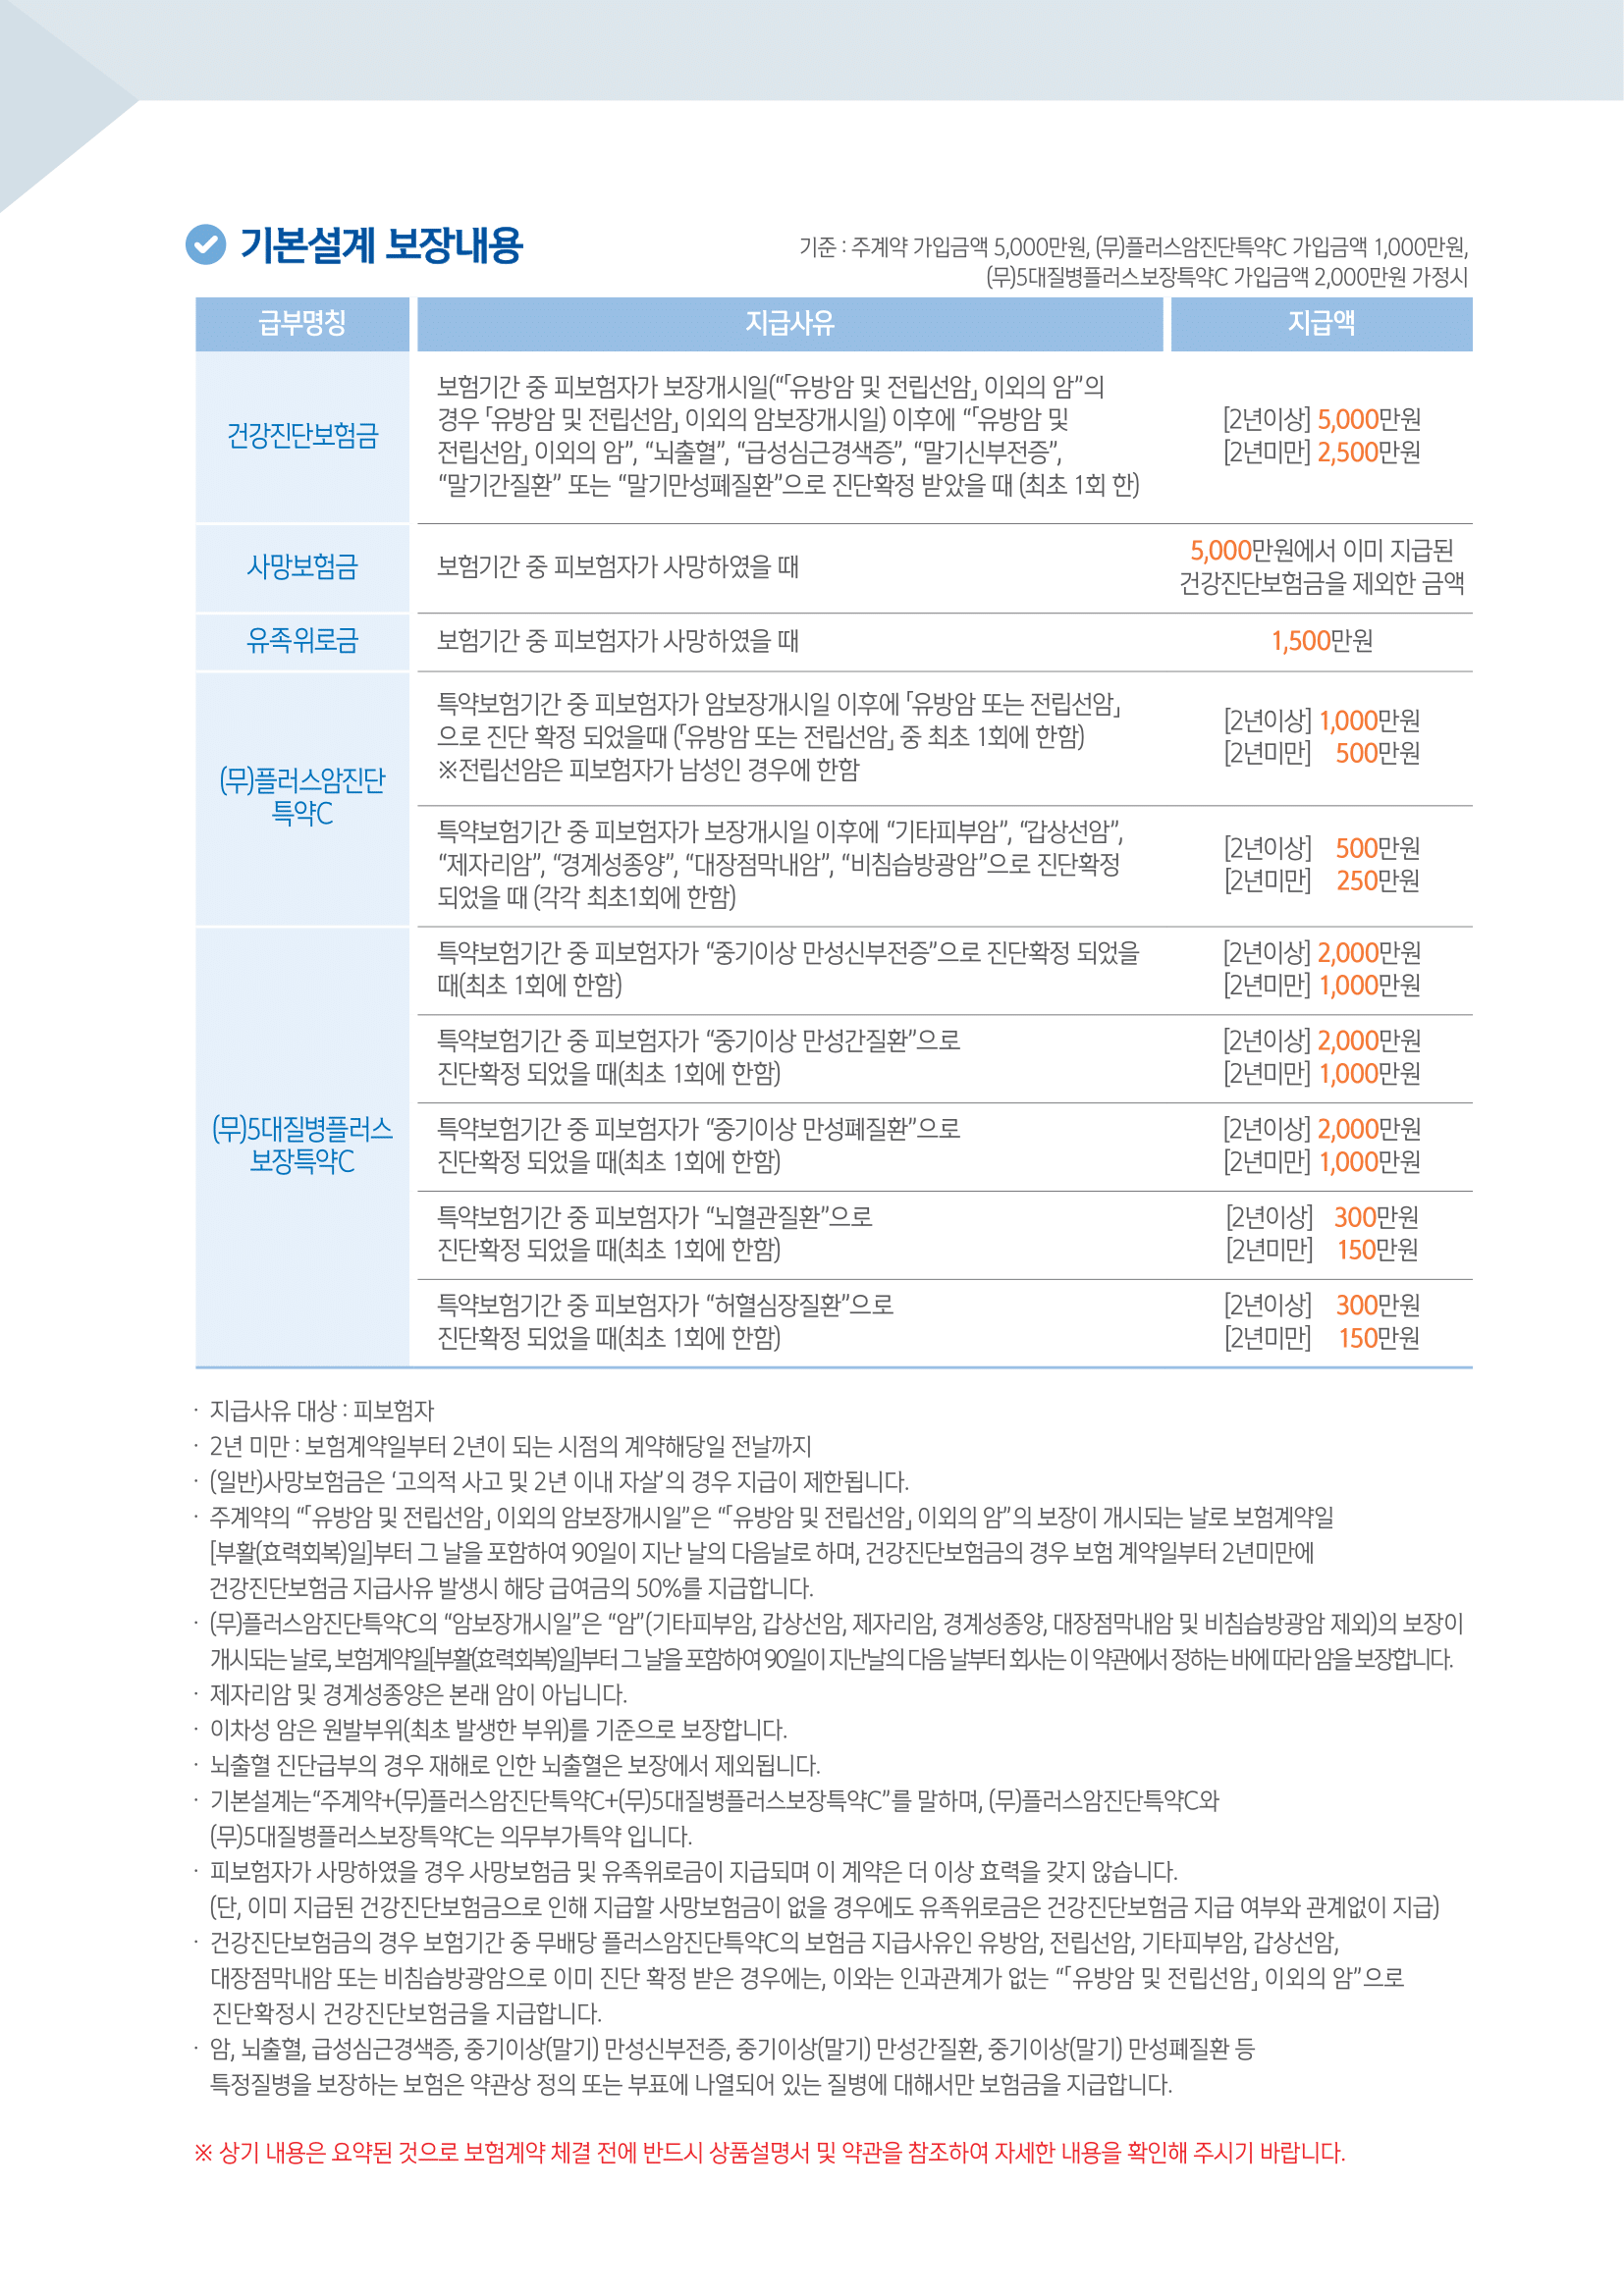 기본설계 보장내용
기준 : 주계약 가입금액 5,000만원, (무)플러스암진단특약C 가입금액 1,000만원,
(무)5대질병플러스보장특약C 가입금액 2,000만원 가정시
급부명칭 지급사유 지급액
건강진단보험금
보험기간 중 피보험자가 보장개시일(“「유방암 및 전립선암」 이외의 암”의
경우 「유방암 및 전립선암」 이외의 암보장개시일) 이후에 “「유방암 및
전립선암」 이외의 암”, “뇌출혈”, “급성심근경색증”, “말기신부전증”,
“말기간질환” 또는 “말기만성폐질환”으로 진단확정 받았을 때 (최초 1회 한)
[2년이상] 5,000만원
[2년미만] 2,500만원
사망보험금
보험기간 중 피보험자가 사망하였을 때
5,000만원에서 이미 지급된
건강진단보험금을 제외한 금액
유족위로금
보험기간 중 피보험자가 사망하였을 때
1,500만원
(무)플러스암진단
특약C
특약보험기간 중 피보험자가 암보장개시일 이후에 「유방암 또는 전립선암」
으로 진단 확정 되었을때 (「유방암 또는 전립선암」 중 최초 1회에 한함)
※전립선암은 피보험자가 남성인 경우에 한함
[2년이상] 1,000만원
[2년미만] 500만원
특약보험기간 중 피보험자가 보장개시일 이후에 “기타피부암”, “갑상선암”,
“제자리암”, “경계성종양”, “대장점막내암”, “비침습방광암”으로 진단확정
되었을 때 (각각 최초1회에 한함)
[2년이상] 500만원
[2년미만] 250만원
(무)5대질병플러스
보장특약C
특약보험기간 중 피보험자가 “중기이상 만성신부전증”으로 진단확정 되었을
때(최초 1회에 한함)
[2년이상] 2,000만원
[2년미만] 1,000만원
특약보험기간 중 피보험자가 “중기이상 만성간질환”으로
진단확정 되었을 때(최초 1회에 한함)
[2년이상] 2,000만원
[2년미만] 1,000만원
특약보험기간 중 피보험자가 “중기이상 만성폐질환”으로
진단확정 되었을 때(최초 1회에 한함)
[2년이상] 2,000만원
[2년미만] 1,000만원
특약보험기간 중 피보험자가 “뇌혈관질환”으로
진단확정 되었을 때(최초 1회에 한함)
[2년이상] 300만원
[2년미만] 150만원
특약보험기간 중 피보험자가 “허혈심장질환”으로
진단확정 되었을 때(최초 1회에 한함)
[2년이상] 300만원
[2년미만] 150만원
· 지급사유 대상 : 피보험자
· 2년 미만 : 보험계약일부터 2년이 되는 시점의 계약해당일 전날까지
· (일반)사망보험금은 ‘고의적 사고 및 2년 이내 자살’의 경우 지급이 제한됩니다.
· 주계약의 “「유방암 및 전립선암」 이외의 암보장개시일”은 “「유방암 및 전립선암」 이외의 암”의 보장이 개시되는 날로 보험계약일
[부활(효력회복)일]부터 그 날을 포함하여 90일이 지난 날의 다음날로 하며, 건강진단보험금의 경우 보험 계약일부터 2년미만에
건강진단보험금 지급사유 발생시 해당 급여금의 50%를 지급합니다.
· (무)플러스암진단특약C의 “암보장개시일”은 “암”(기타피부암, 갑상선암, 제자리암, 경계성종양, 대장점막내암 및 비침습방광암 제외)의 보장이
개시되는 날로, 보험계약일[부활(효력회복)일]부터 그 날을 포함하여 90일이 지난날의 다음 날부터 회사는 이 약관에서 정하는 바에 따라 암을 보장합니다.
· 제자리암 및 경계성종양은 본래 암이 아닙니다.
· 이차성 암은 원발부위(최초 발생한 부위)를 기준으로 보장합니다.
· 뇌출혈 진단급부의 경우 재해로 인한 뇌출혈은 보장에서 제외됩니다.
· 기본설계는“주계약+(무)플러스암진단특약C+(무)5대질병플러스보장특약C”를 말하며, (무)플러스암진단특약C와
(무)5대질병플러스보장특약C는 의무부가특약 입니다.
· 피보험자가 사망하였을 경우 사망보험금 및 유족위로금이 지급되며 이 계약은 더 이상 효력을 갖지 않습니다.
(단, 이미 지급된 건강진단보험금으로 인해 지급할 사망보험금이 없을 경우에도 유족위로금은 건강진단보험금 지급 여부와 관계없이 지급)
· 건강진단보험금의 경우 보험기간 중 무배당 플러스암진단특약C의 보험금 지급사유인 유방암, 전립선암, 기타피부암, 갑상선암,
대장점막내암 또는 비침습방광암으로 이미 진단 확정 받은 경우에는, 이와는 인과관계가 없는 “「유방암 및 전립선암」 이외의 암”으로
진단확정시 건강진단보험금을 지급합니다.
· 암, 뇌출혈, 급성심근경색증, 중기이상(말기) 만성신부전증, 중기이상(말기) 만성간질환, 중기이상(말기) 만성폐질환 등
특정질병을 보장하는 보험은 약관상 정의 또는 부표에 나열되어 있는 질병에 대해서만 보험금을 지급합니다.
※ 상기 내용은 요약된 것으로 보험계약 체결 전에 반드시 상품설명서 및 약관을 참조하여 자세한 내용을 확인해 주시기 바랍니다.